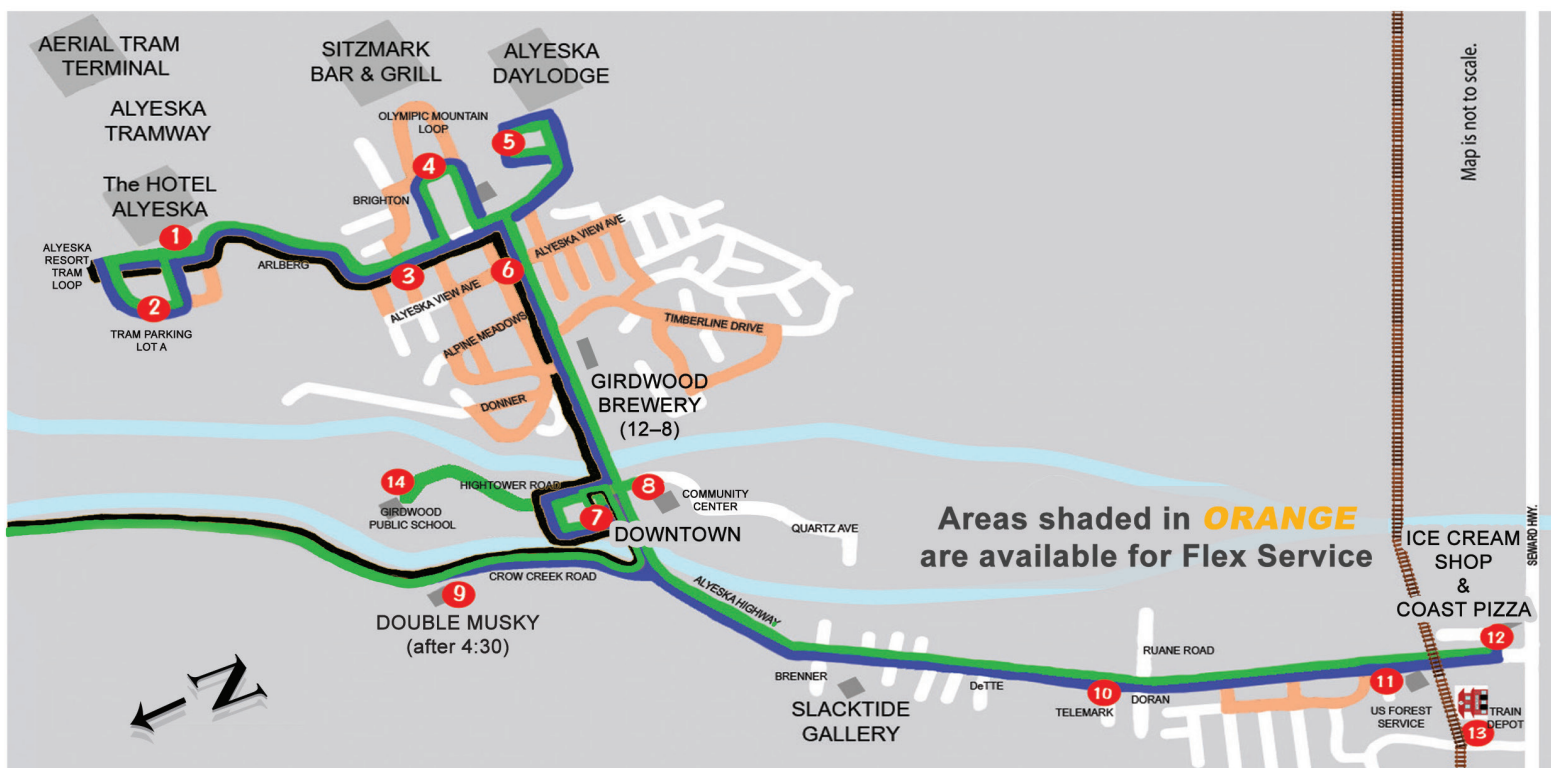 AERIAL TRAM
TERMINAL
SITZMARK
BAR & GRILL
ALYESKA
DAYLODGE
ALYESKA
TRAMWAY
OLYMPIC MOUNTAIN
LOOP
5
4
The HOTEL
ALYESKA
BRIGHTON
1
ALYESKA
RESORT
TRAM
LOOP
ARLBERG
3
6
ALYESKA VIEW AVE
ALYESKA VIEW AVE
2
TRAM PARKING
LOT A
ALPINE MEADOWS
TIMBERLINE DRIVE
DONNER
GIRDWOOD
BREWERY
(12–8)
14
HIGHTOWER ROAD
GIRDWOOD
PUBLIC SCHOOL
8
COMMUNITY
CENTER
7
DOWNTOWN
QUARTZ AVE
CROW CREEK ROAD
9
DOUBLE MUSKY
(after 4:30)
ALYESKA HIGHWAY
N
BRENNER
SLACKTIDE
GALLERY
DeTTE
10
TELEMARK
DORAN
RUANE ROAD
11
US FOREST
SERVICE
TRAIN
DEPOT
13
12
ICE CREAM
SHOP
&
COAST PIZZA
SEWARD HWY.
Areas shaded in ORANGE
are available for Flex Service
Map is not to scale.